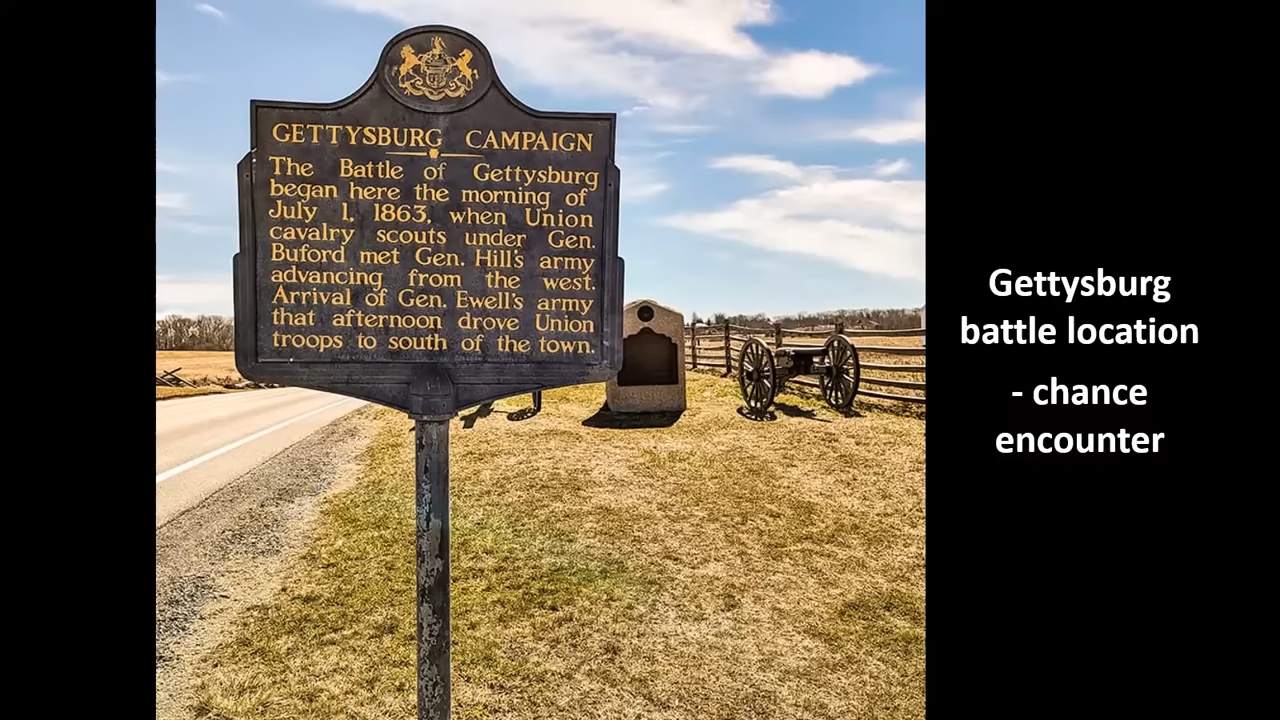 GETTYSBURG CAMPAIGN
The Battle of Gettysburg
began here the morning of
July 1, 1863, when Union
cavalry scouts under Gen.
Buford met Gen. Hill's army
advancing from the west.
Arrival of Gen. Ewell's army
that afternoon drove Union
troops to south of the town.
Gettysburg
battle location
- chance
encounter